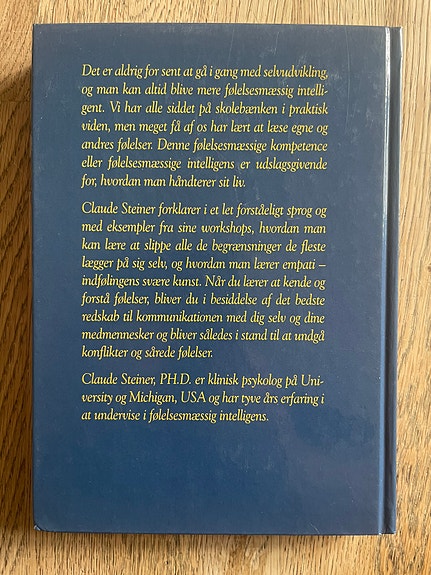 Det er aldrig for sent at gå i gang med selvudvikling,
og man kan altid blive mere følelsesmæssig intelli-
gent. Vi har alle siddet på skolebænken i praktisk
viden, men meget få af os har lært at læse egne og
andres følelser. Denne følelsesmæssige kompetence
eller følelsesmæssige intelligens er udslagsgivende
for, hvordan man håndterer sit liv.
Claude Steiner forklarer i et let forståeligt sprog og
med eksempler fra sine workshops, hvordan man
kan lære at slippe alle de begrænsninger de fleste
lægger på sig selv, og hvordan man lærer empati –
indfølingens svære kunst. Når du lærer at kende og
forstå følelser, bliver du i besiddelse af det bedste
redskab til kommunikationen med dig selv og dine
medmennesker og bliver således i stand til at undgå
konflikter og sårede følelser.
Claude Steiner, PH.D. er klinisk psykolog på Uni-
versity og Michigan, USA og har tyve års erfaring i
at undervise i følelsesmæssig intelligens.